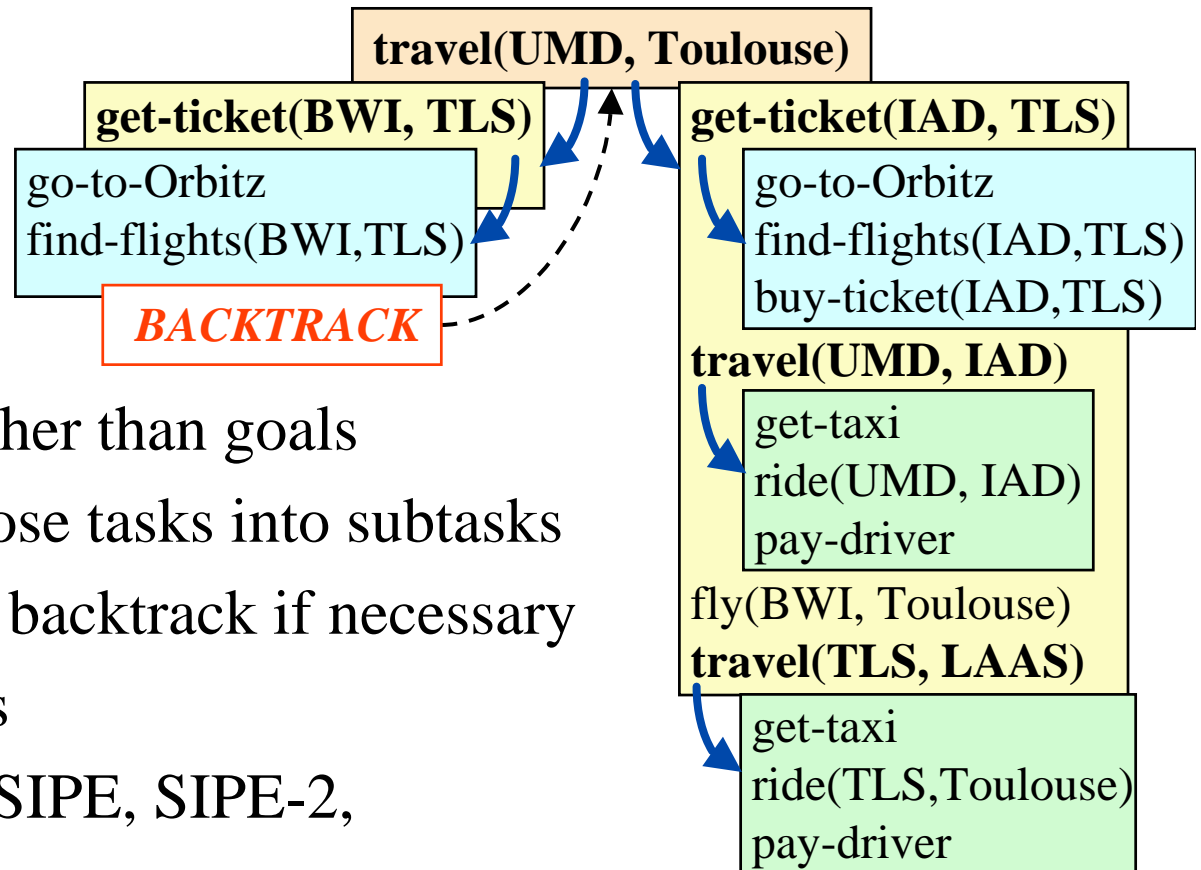 travel(UMD, Toulouse)
get-ticket(BWI, TLS)
go-to-Orbitz
find-flights(BWI,TLS)
BACKTRACK
get-ticket(IAD, TLS)
go-to-Orbitz
find-flights(IAD,TLS)
buy-ticket(IAD,TLS)
travel(UMD, IAD)
get-taxi
ride(UMD, IAD)
pay-driver
fly(BWI, Toulouse)
travel(TLS, LAAS)
get-taxi
ride(TLS,Toulouse)
pay-driver
her than goals
ose tasks into subtasks
backtrack if necessary
s
SIPE, SIPE-2,